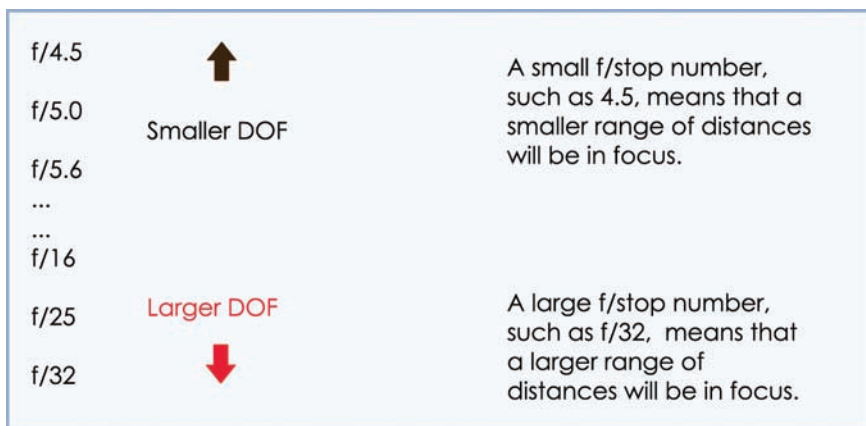 f/4.5
f/5.0
Smaller DOF
f/5.6
...
...
f/16
Larger DOF
f/25
f/32
A small f/stop number,
such as 4.5, means that a
smaller range of distances
will be in focus.
A large f/stop number,
such as f/32,  means that
a larger range of
distances will be in focus.